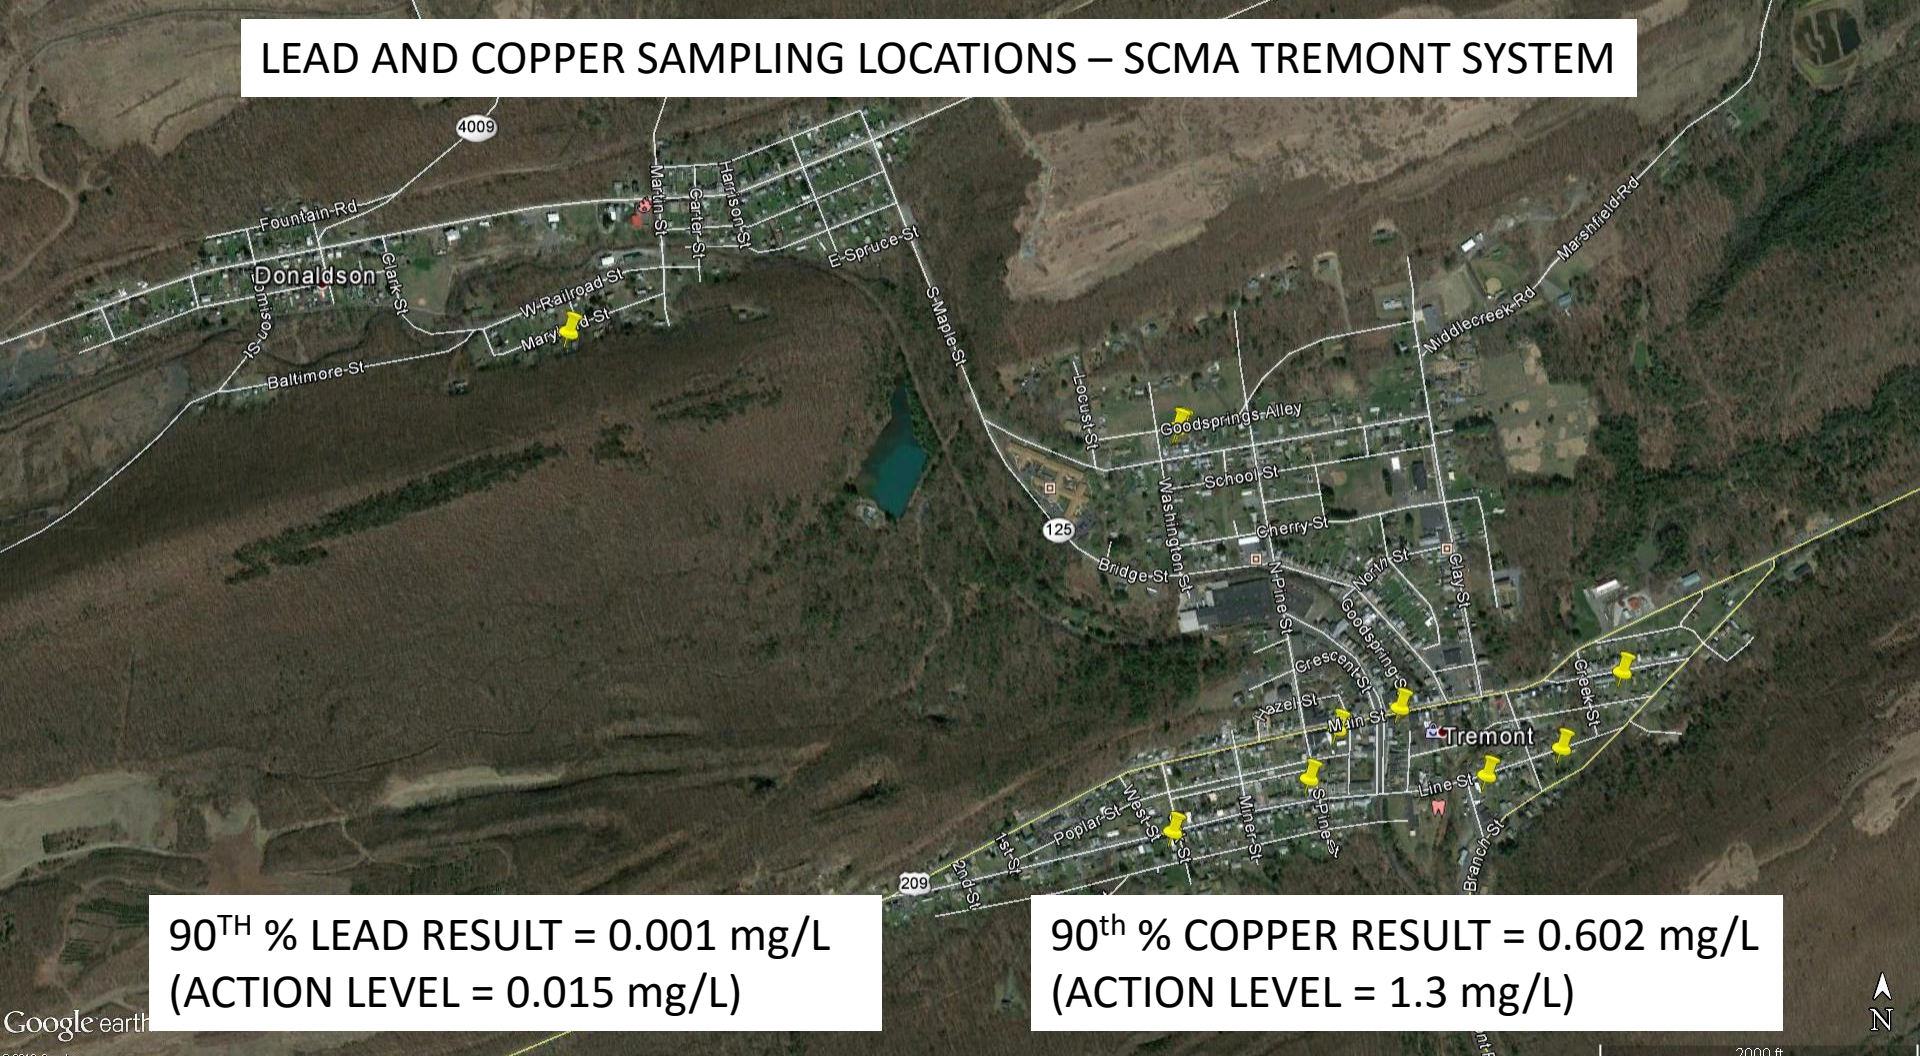 LEAD AND COPPER SAMPLING LOCATIONS – SCMA TREMONT SYSTEM
4009
Martin-St
Carter-St
Harrison-St
Fountain-Rd
E-Spruce-St
Marshfield-Rd
Donaldson
Clark-St
W-Railroad-St
S-Maple-St
Middlecreek-Rd
St
Baltimore-St
Locust-St
Goodsprings-Alley
School-St
Washington-St
125
Cherry-St
Bridge-St
North-St
N-Pine-St
Clay-St
Goodspring-S
Crescent-St
Creek-St
Hazel-St
Main-St
Tremont
Line-St
West-St
Poplar-St
Miner-St
S-Pine-St
1st-St
St
2nd-St
Branch-St
209
90TH % LEAD RESULT = 0.001 mg/L
(ACTION LEVEL = 0.015 mg/L)
90th % COPPER RESULT = 0.602 mg/L
(ACTION LEVEL = 1.3 mg/L)
Google earth
N
2000 ft